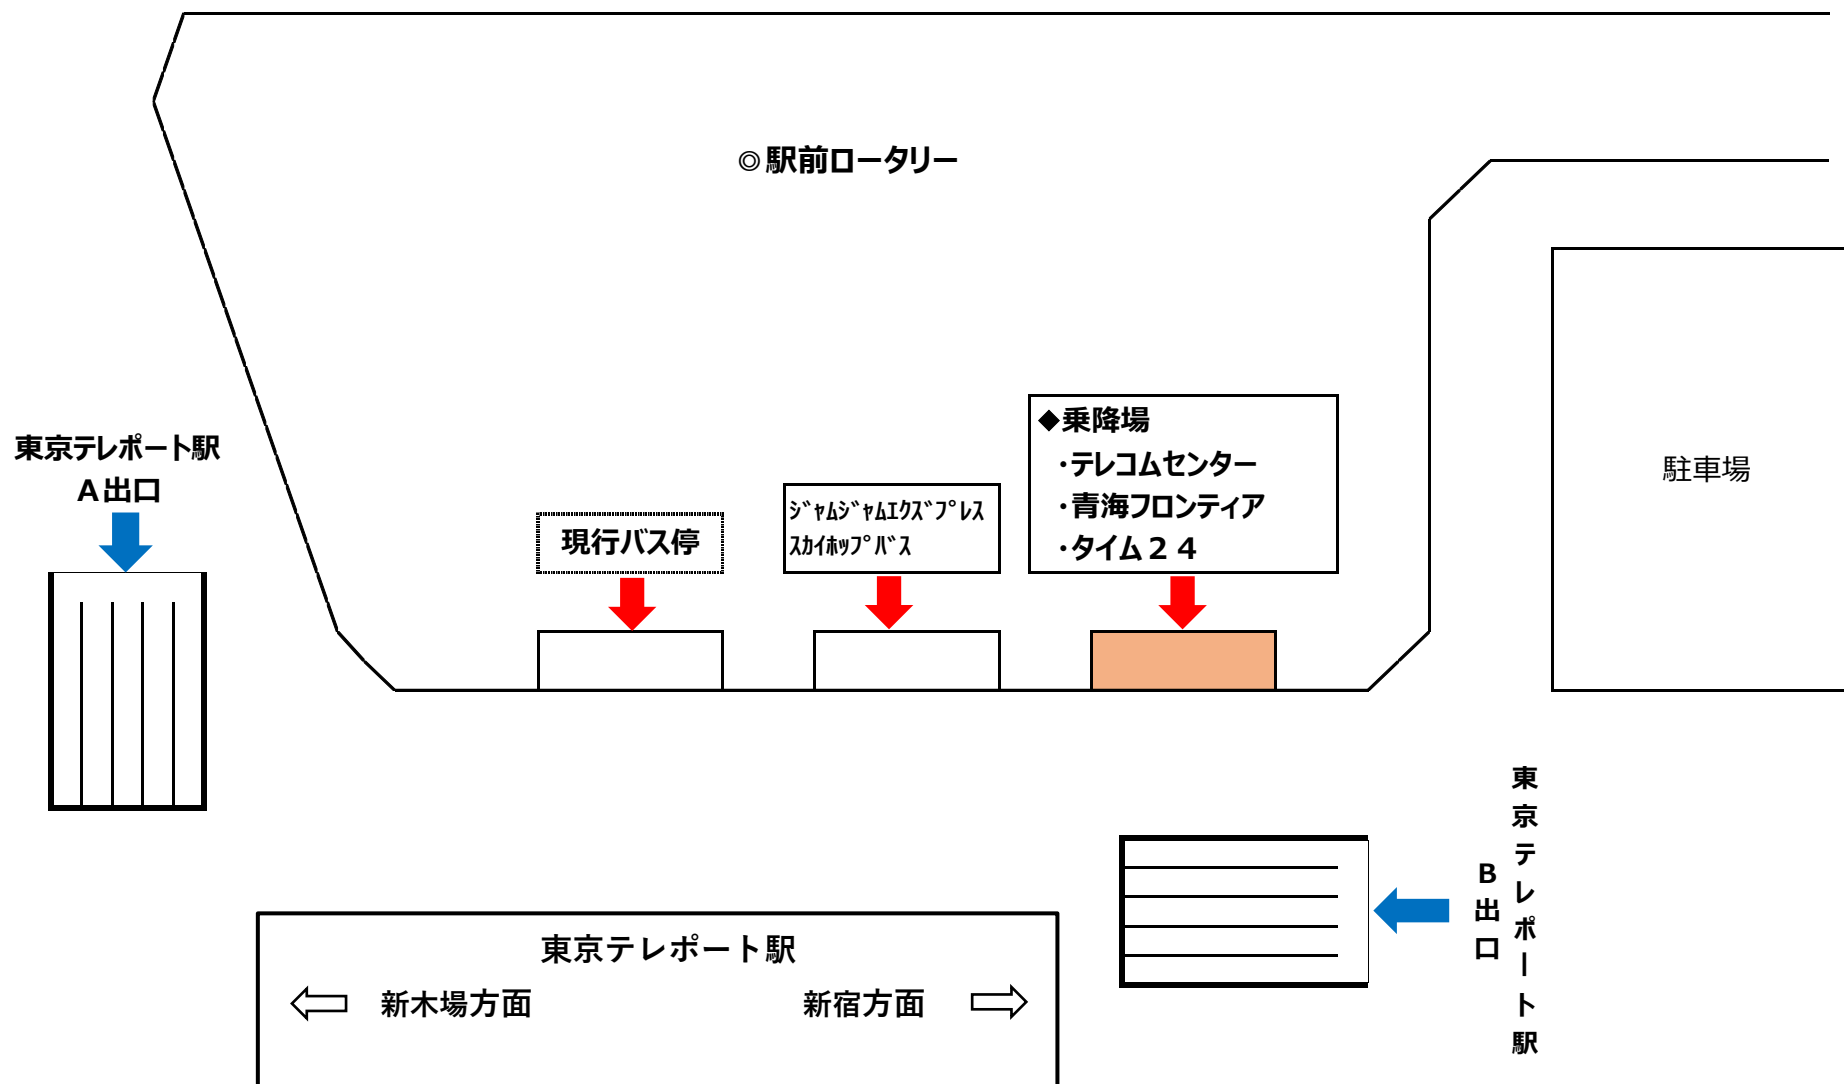 ◎駅前ロータリー
東京テレポート駅
A出口
現行バス停
ジャムジャムエクズプレス
スカイホップバス
◆乗降場
・テレコムセンター
・青海フロンティア
・タイム２４
駐車場
東京テレポート駅
B出口
東京テレポート駅
新木場方面
新宿方面